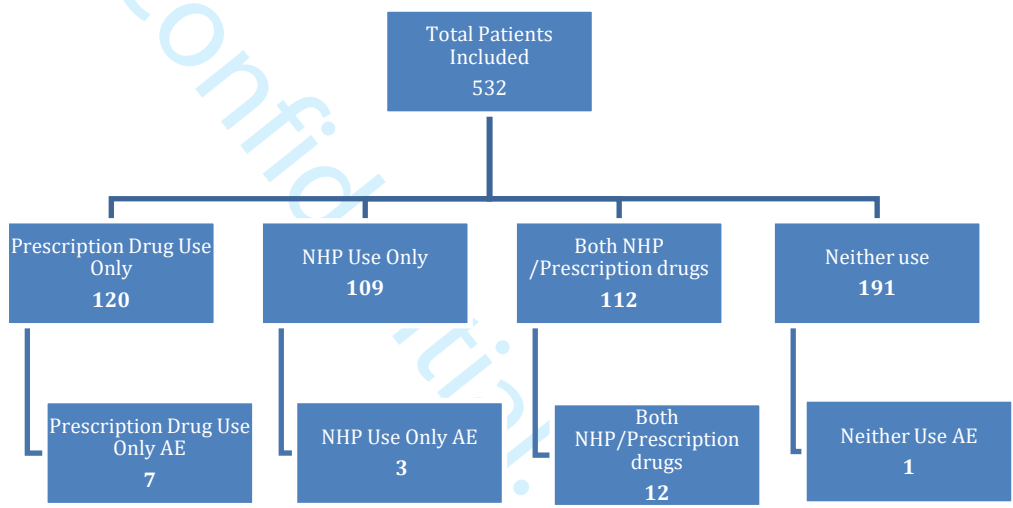 Total Patients
Included
532
Prescription Drug Use
Only
120
NHP Use Only
109
Both NHP
/Prescription drugs
112
Neither use
191
Prescription Drug Use
Only AE
7
NHP Use Only AE
3
Both
NHP/Prescription
drugs
12
Neither Use AE
1
Confidential: